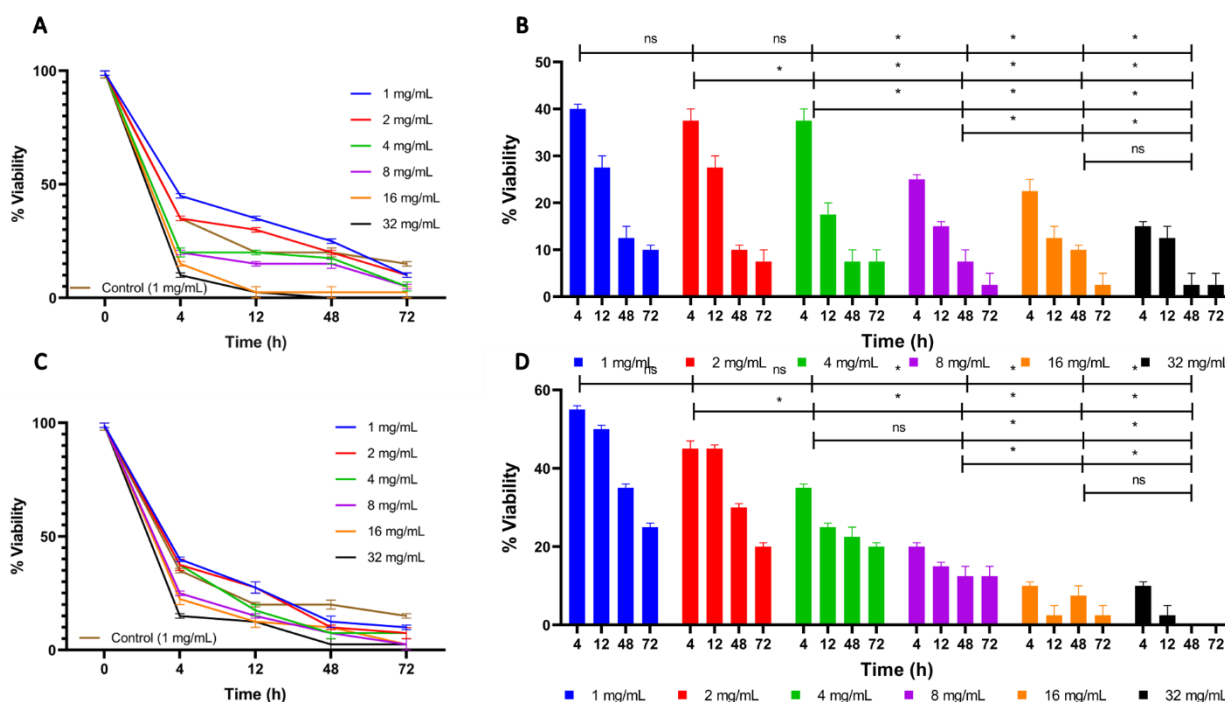 A
% Viability
100
50
0
0 4 12 48 72
Time (h)
1 mg/mL
2 mg/mL
4 mg/mL
8 mg/mL
16 mg/mL
32 mg/mL
Control (1 mg/mL)
B
ns ns * * *
* * * *
* * *
* *
ns
% Viability
50
40
30
20
10
0
4 12 48 72 4 12 48 72 4 12 48 72 4 12 48 72 4 12 48 72 4 12 48 72
Time (h)
1 mg/mL 2 mg/mL 4 mg/mL 8 mg/mL 16 mg/mL 32 mg/mL
C
% Viability
100
50
0
0 4 12 48 72
Time (h)
1 mg/mL
2 mg/mL
4 mg/mL
8 mg/mL
16 mg/mL
32 mg/mL
Control (1 mg/mL)
D
ns ns * * *
* * * *
ns * *
* *
ns
% Viability
60
40
20
0
4 12 48 72 4 12 48 72 4 12 48 72 4 12 48 72 4 12 48 72 4 12 48 72
Time (h)
1 mg/mL 2 mg/mL 4 mg/mL 8 mg/mL 16 mg/mL 32 mg/mL